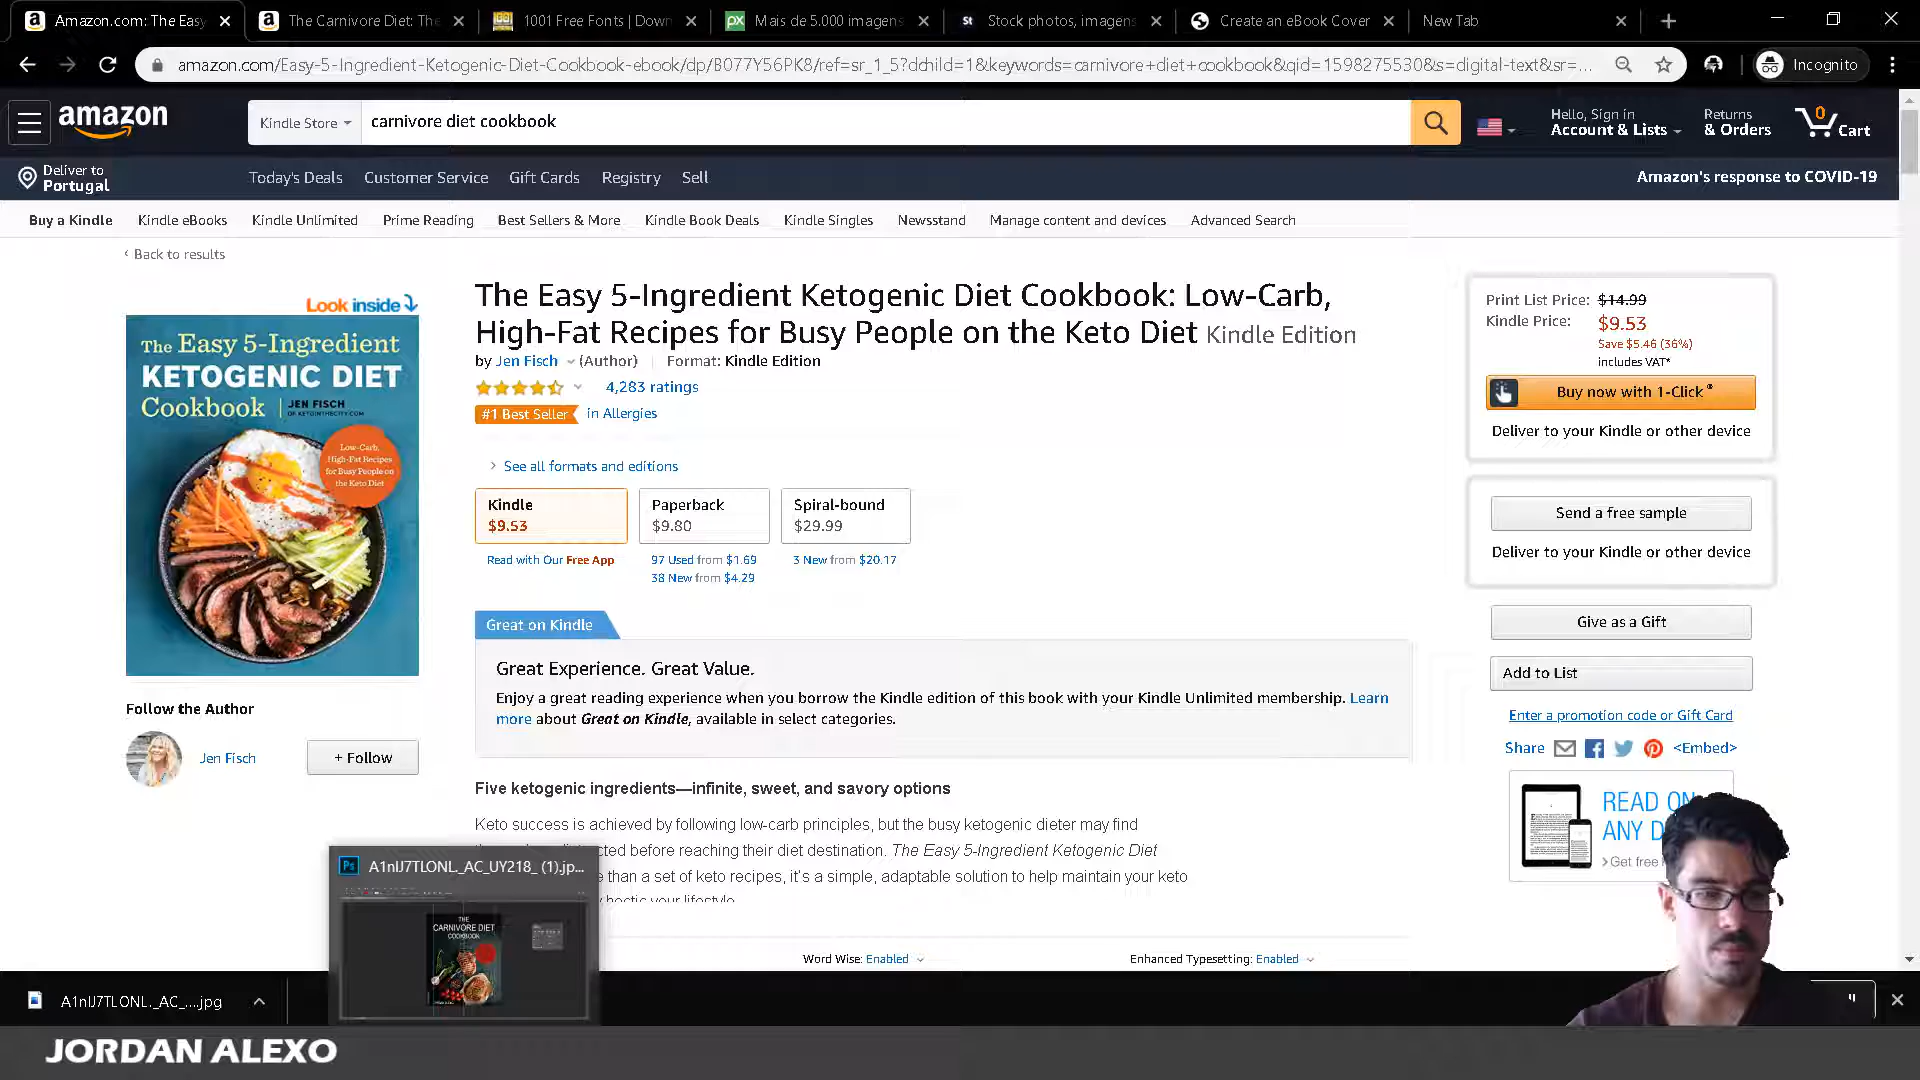 Amazon.com: The Easy
The Carnivore Diet: The
1001 Free Fonts | Down
Mais de 5.000 imagens
Stock photos, imagens
Create an eBook Cover
New Tab
amazon.com/Easy-5-Ingredient-Ketogenic-Diet-Cookbook-ebook/dp/B077Y56PK8/ref=sr_1_5?dchild=1&keywords=carnivore+diet+cookbook&qid=1598275530&s=digital-text&sr=...
Incognito
amazon
Kindle Store
carnivore diet cookbook
Hello, Sign in
Account & Lists
Returns
& Orders
0
Cart
Deliver to
Portugal
Today's Deals
Customer Service
Gift Cards
Registry
Sell
Amazon's response to COVID-19
Buy a Kindle
Kindle eBooks
Kindle Unlimited
Prime Reading
Best Sellers & More
Kindle Book Deals
Kindle Singles
Newsstand
Manage content and devices
Advanced Search
‹ Back to results
Look inside
The Easy 5-Ingredient
KETOGENIC DIET
Cookbook | JEN FISCH
OF KETOINTHECITY.COM
Low-Carb,
High-Fat Recipes
for Busy People on
the Keto Diet
Follow the Author
Jen Fisch
+ Follow
The Easy 5-Ingredient Ketogenic Diet Cookbook: Low-Carb,
High-Fat Recipes for Busy People on the Keto Diet Kindle Edition
by Jen Fisch (Author) | Format: Kindle Edition
4,283 ratings
#1 Best Seller in Allergies
See all formats and editions
Kindle
$9.53
Paperback
$9.80
Spiral-bound
$29.99
Read with Our Free App
97 Used from $1.69
38 New from $4.29
3 New from $20.17
Great on Kindle
Great Experience. Great Value.
Enjoy a great reading experience when you borrow the Kindle edition of this book with your Kindle Unlimited membership. Learn
more about Great on Kindle, available in select categories.
Five ketogenic ingredients—infinite, sweet, and savory options
Keto success is achieved by following low-carb principles, but the busy ketogenic dieter may find
cted before reaching their diet destination. The Easy 5-Ingredient Ketogenic Diet
e than a set of keto recipes, it's a simple, adaptable solution to help maintain your keto
hectic your lifestyle.
Word Wise: Enabled
Enhanced Typesetting: Enabled
Print List Price: $14.99
Kindle Price: $9.53
Save $5.46 (36%)
includes VAT*
Buy now with 1-Click ®
Deliver to your Kindle or other device
Send a free sample
Deliver to your Kindle or other device
Give as a Gift
Add to List
Enter a promotion code or Gift Card
Share
<Embed>
READ ON
ANY D
Get free
Ps
A1nIJ7TLONL._AC_UY218_ (1).jp...
THE
CARNIVORE DIET
COOKBOOK
A1nIJ7TLONL._AC_....jpg
JORDAN ALEXO